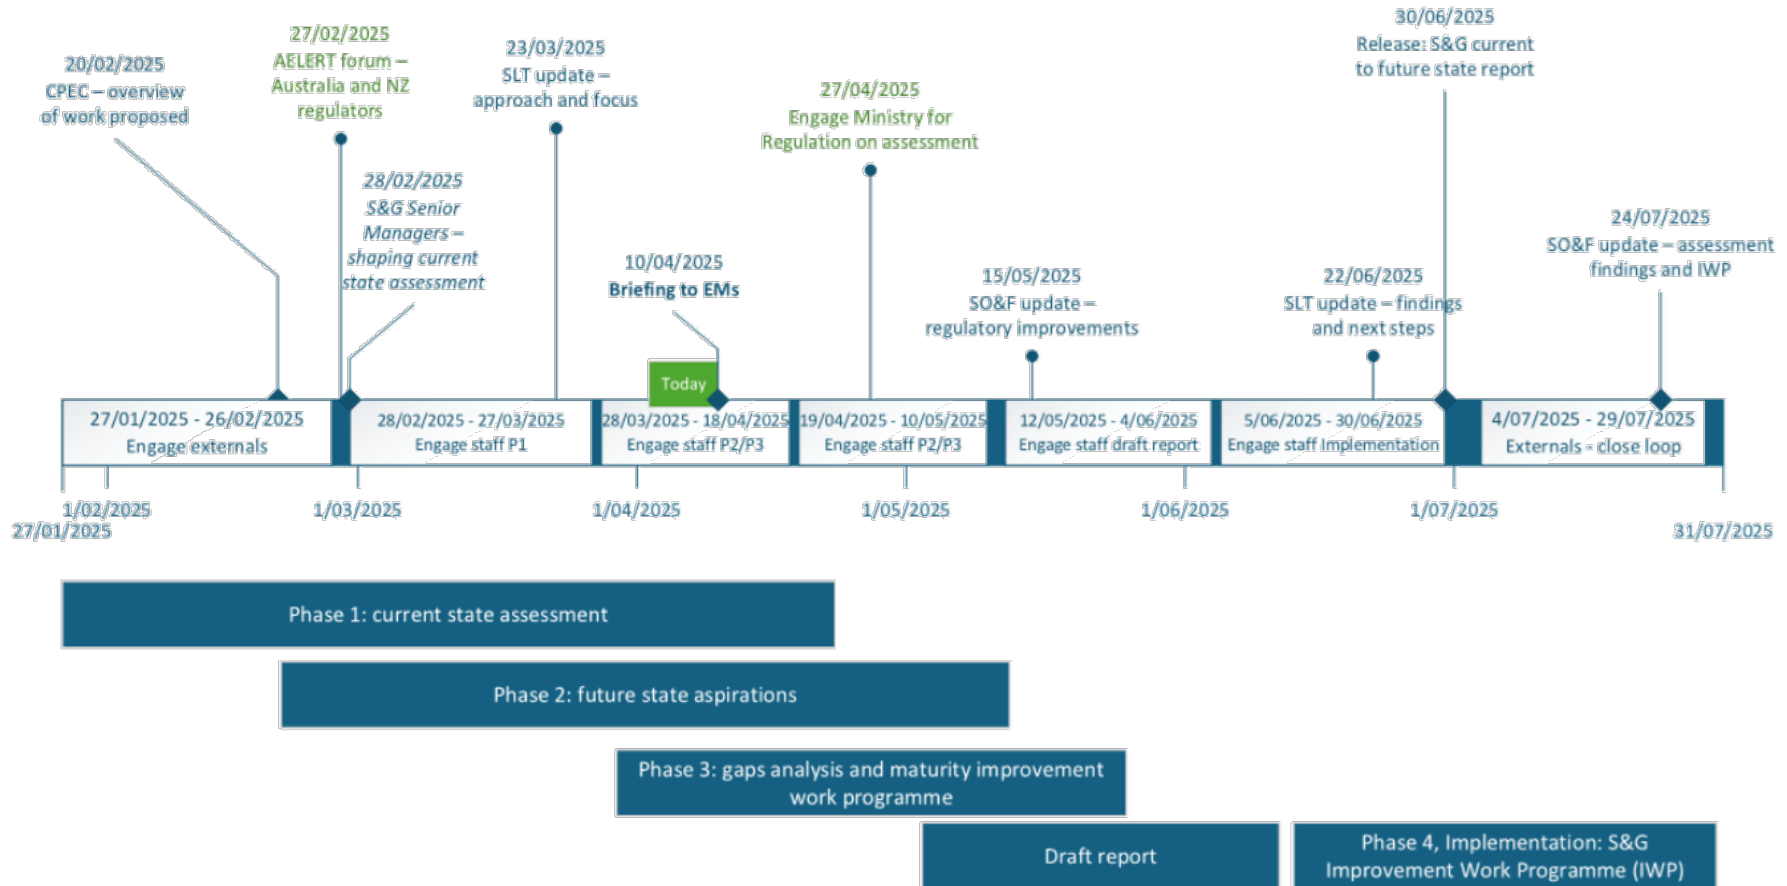 20/02/2025
CPEC – overview
of work proposed
27/02/2025
AELERT forum –
Australia and NZ
regulators
28/02/2025
S&G Senior
Managers –
shaping current
state assessment
23/03/2025
SLT update –
approach and focus
10/04/2025
Briefing to EMs
27/04/2025
Engage Ministry for
Regulation on assessment
15/05/2025
SO&F update –
regulatory improvements
22/06/2025
SLT update – findings
and next steps
30/06/2025
Release: S&G current
to future state report
24/07/2025
SO&F update – assessment
findings and IWP
Today
27/01/2025 - 26/02/2025
Engage externals
28/02/2025 - 27/03/2025
Engage staff P1
28/03/2025 - 18/04/2025
Engage staff P2/P3
19/04/2025 - 10/05/2025
Engage staff P2/P3
12/05/2025 - 4/06/2025
Engage staff draft report
5/06/2025 - 30/06/2025
Engage staff Implementation
4/07/2025 - 29/07/2025
Externals - close loop
1/02/2025
1/03/2025
1/04/2025
1/05/2025
1/06/2025
1/07/2025
27/01/2025
31/07/2025
Phase 1: current state assessment
Phase 2: future state aspirations
Phase 3: gaps analysis and maturity improvement
work programme
Draft report
Phase 4, Implementation: S&G
Improvement Work Programme (IWP)